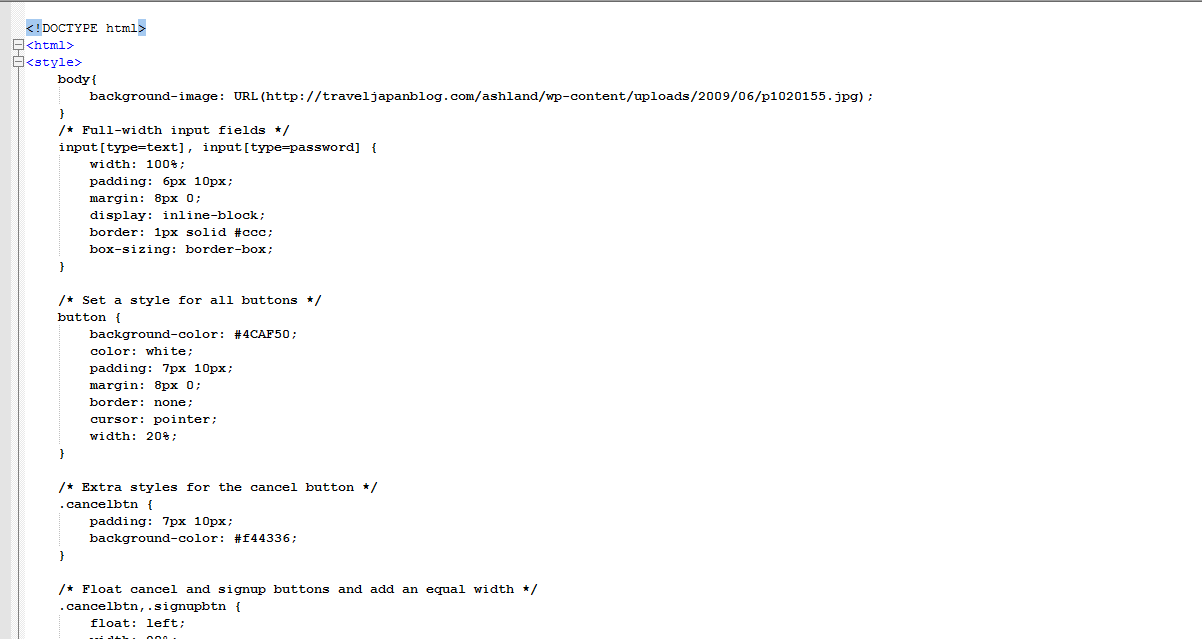 <!DOCTYPE html>
<html>
<style>
    body{
        background-image: URL(http://traveljapanblog.com/ashland/wp-content/uploads/2009/06/p1020155.jpg);
    }
    /* Full-width input fields */
    input[type=text], input[type=password] {
        width: 100%;
        padding: 6px 10px;
        margin: 8px 0;
        display: inline-block;
        border: 1px solid #ccc;
        box-sizing: border-box;
    }

    /* Set a style for all buttons */
    button {
        background-color: #4CAF50;
        color: white;
        padding: 7px 10px;
        margin: 8px 0;
        border: none;
        cursor: pointer;
        width: 20%;
    }

    /* Extra styles for the cancel button */
    .cancelbtn {
        padding: 7px 10px;
        background-color: #f44336;
    }

    /* Float cancel and signup buttons and add an equal width */
    .cancelbtn,.signupbtn {
        float: left;